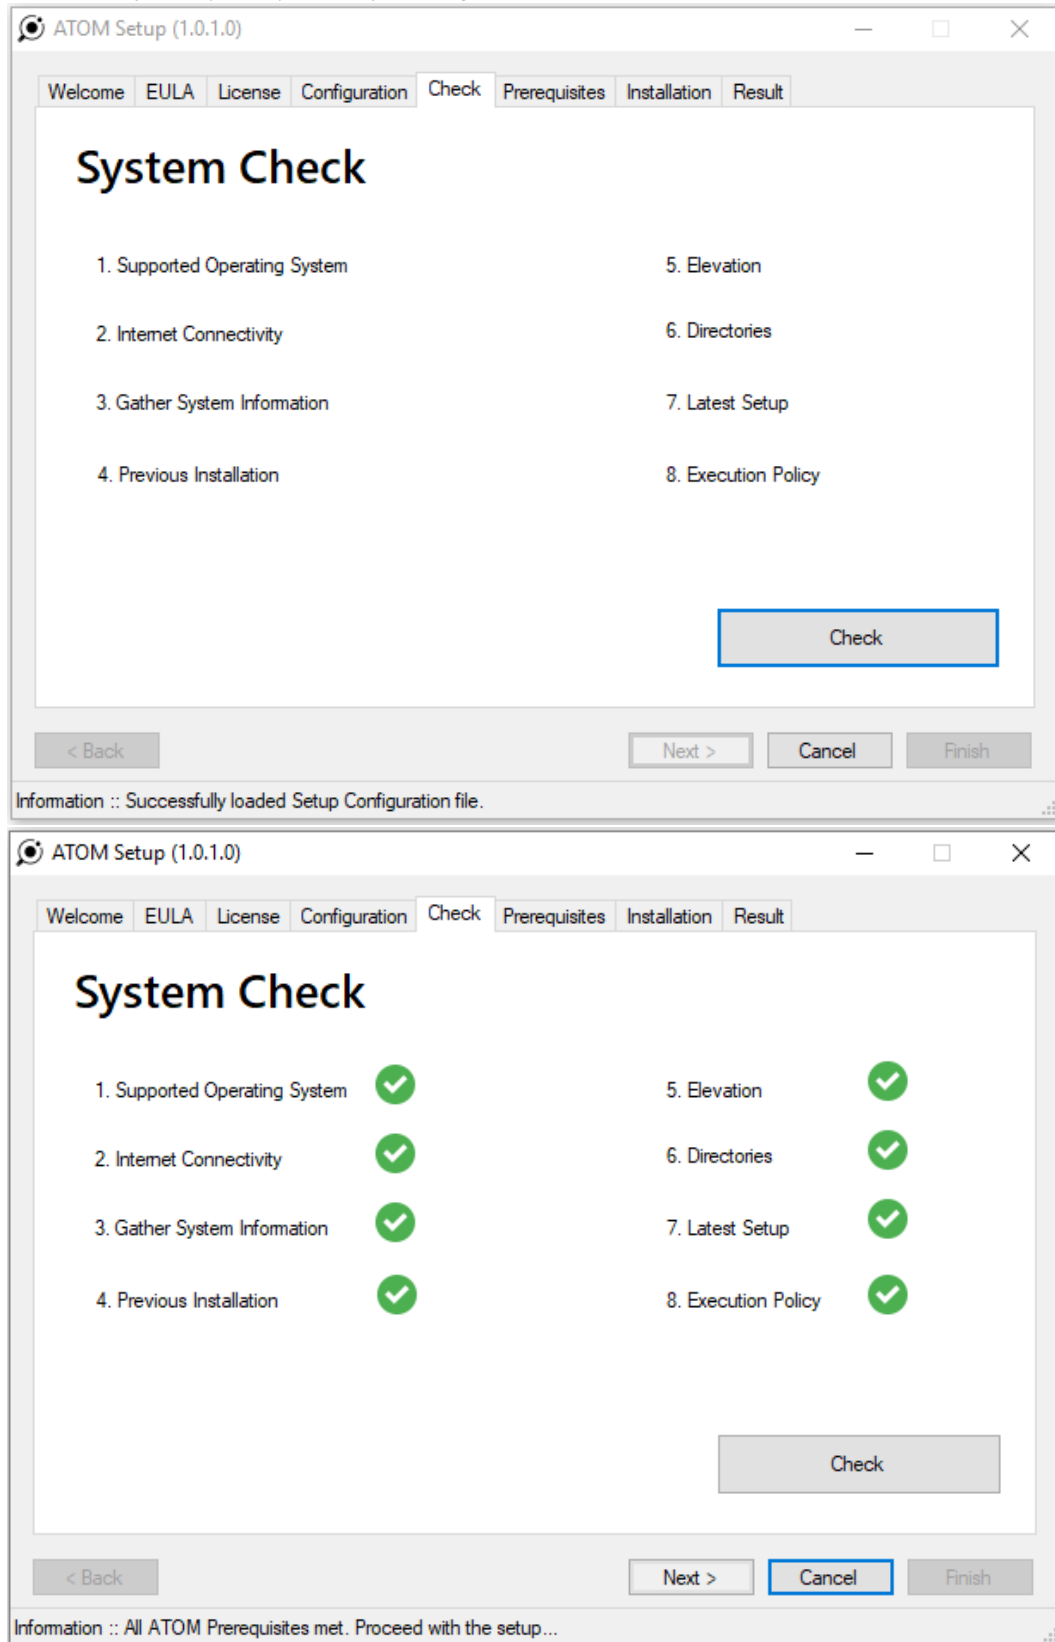 ATOM Setup (1.0.1.0)
Welcome EULA License Configuration Check Prerequisites Installation Result
System Check
1. Supported Operating System
2. Internet Connectivity
3. Gather System Information
4. Previous Installation
5. Elevation
6. Directories
7. Latest Setup
8. Execution Policy
Check
< Back Next > Cancel Finish
Information :: Successfully loaded Setup Configuration file.
ATOM Setup (1.0.1.0)
Welcome EULA License Configuration Check Prerequisites Installation Result
System Check
1. Supported Operating System
2. Internet Connectivity
3. Gather System Information
4. Previous Installation
5. Elevation
6. Directories
7. Latest Setup
8. Execution Policy
Check
< Back Next > Cancel Finish
Information :: All ATOM Prerequisites met. Proceed with the setup...